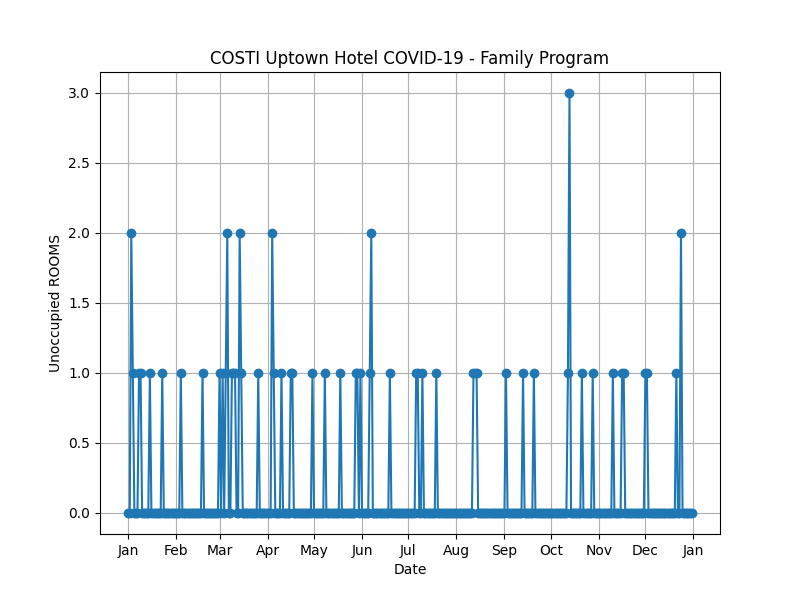 COSTI Uptown Hotel COVID-19 - Family Program
3.0
2.5
2.0
1.5
1.0
0.5
0.0
Unoccupied ROOMS
Jan Feb Mar Apr May Jun Jul Aug Sep Oct Nov Dec Jan
Date